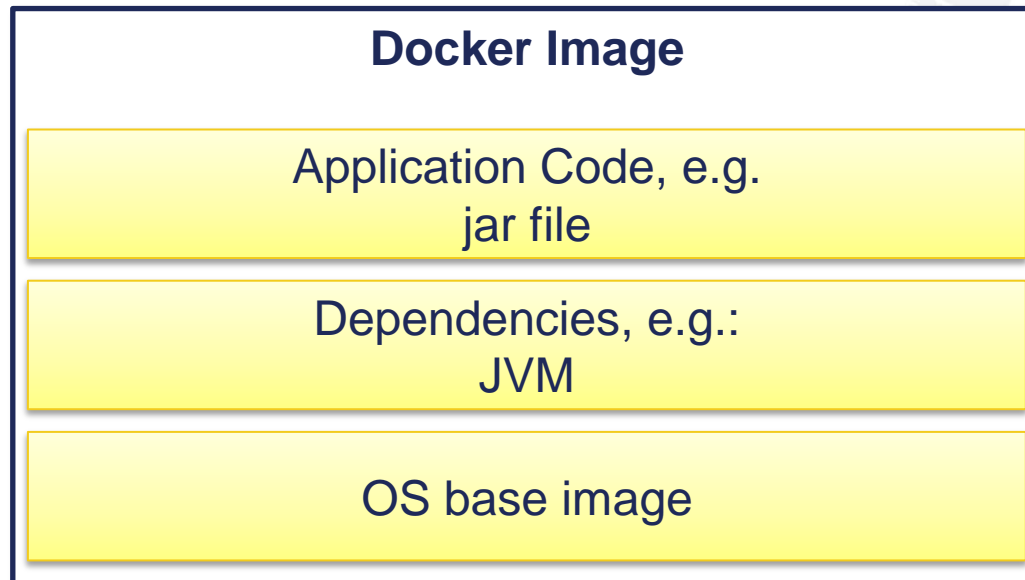 Docker Image
Application Code, e.g.
jar file
Dependencies, e.g.:
JVM
OS base image